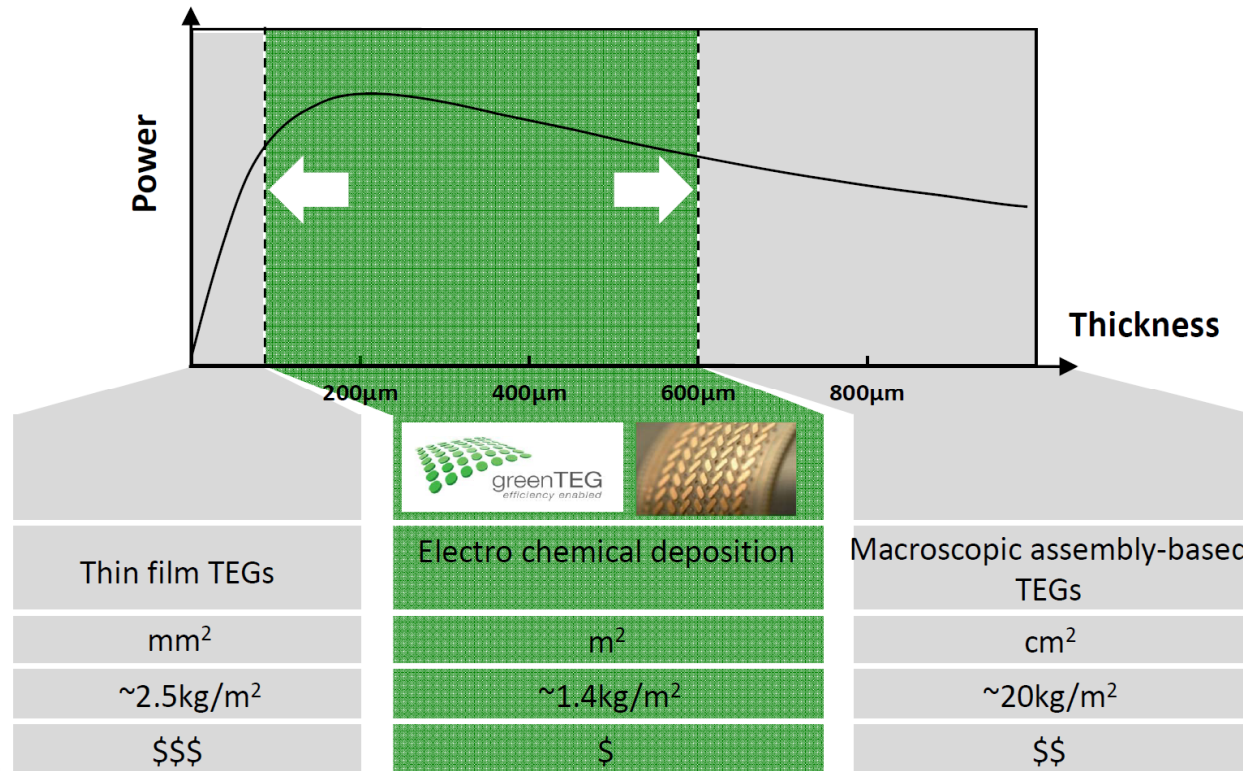 Power
Thickness
200µm 400µm 600µm 800µm
greenTEG
efficiency enabled
Thin film TEGs
Electro chemical deposition
Macroscopic assembly-based
TEGs
mm²
m²
cm²
~2.5kg/m²
~1.4kg/m²
~20kg/m²
$$$
$
$$